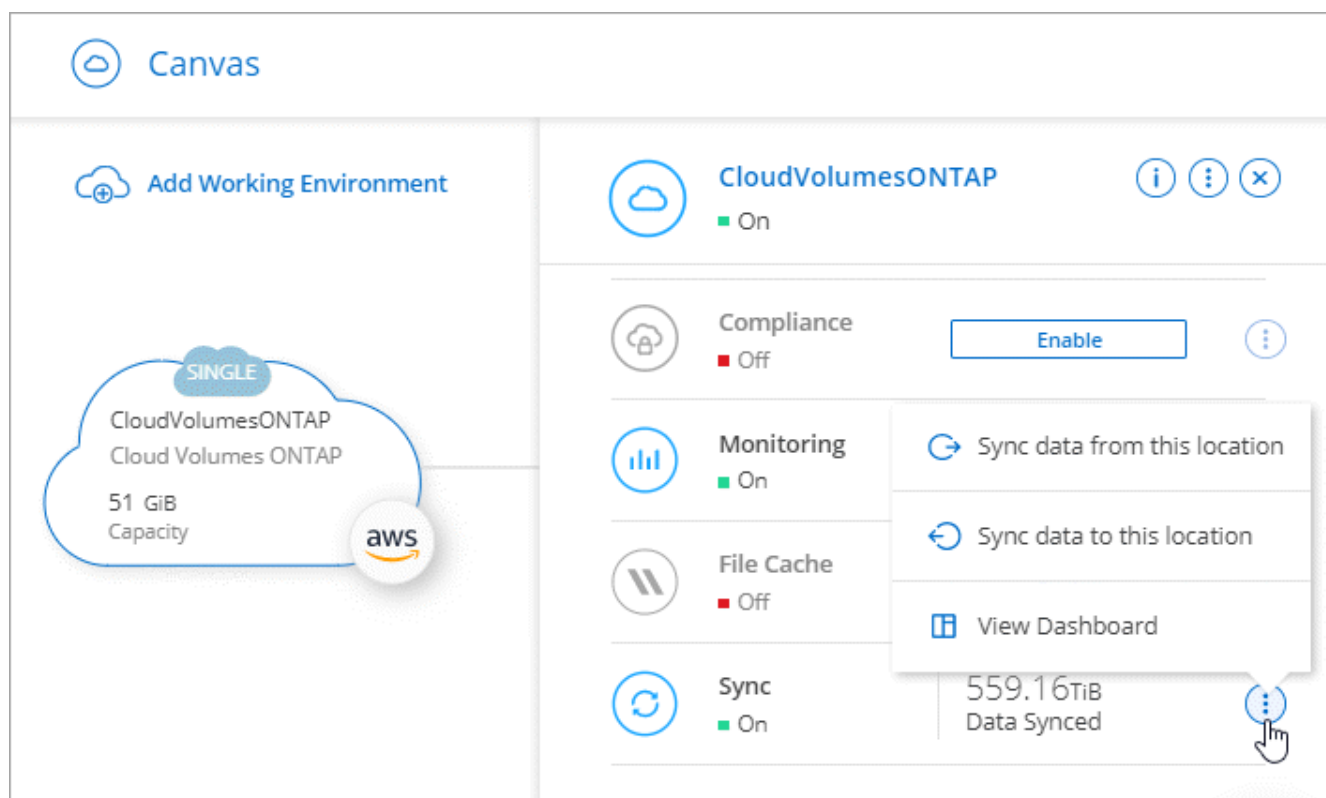 Canvas
Add Working Environment
SINGLE
CloudVolumesONTAP
Cloud Volumes ONTAP
51 GiB
Capacity
aws
CloudVolumesONTAP
On
Compliance
Off
Enable
Monitoring
On
File Cache
Off
Sync data from this location
Sync data to this location
View Dashboard
Sync
On
559.16TiB
Data Synced